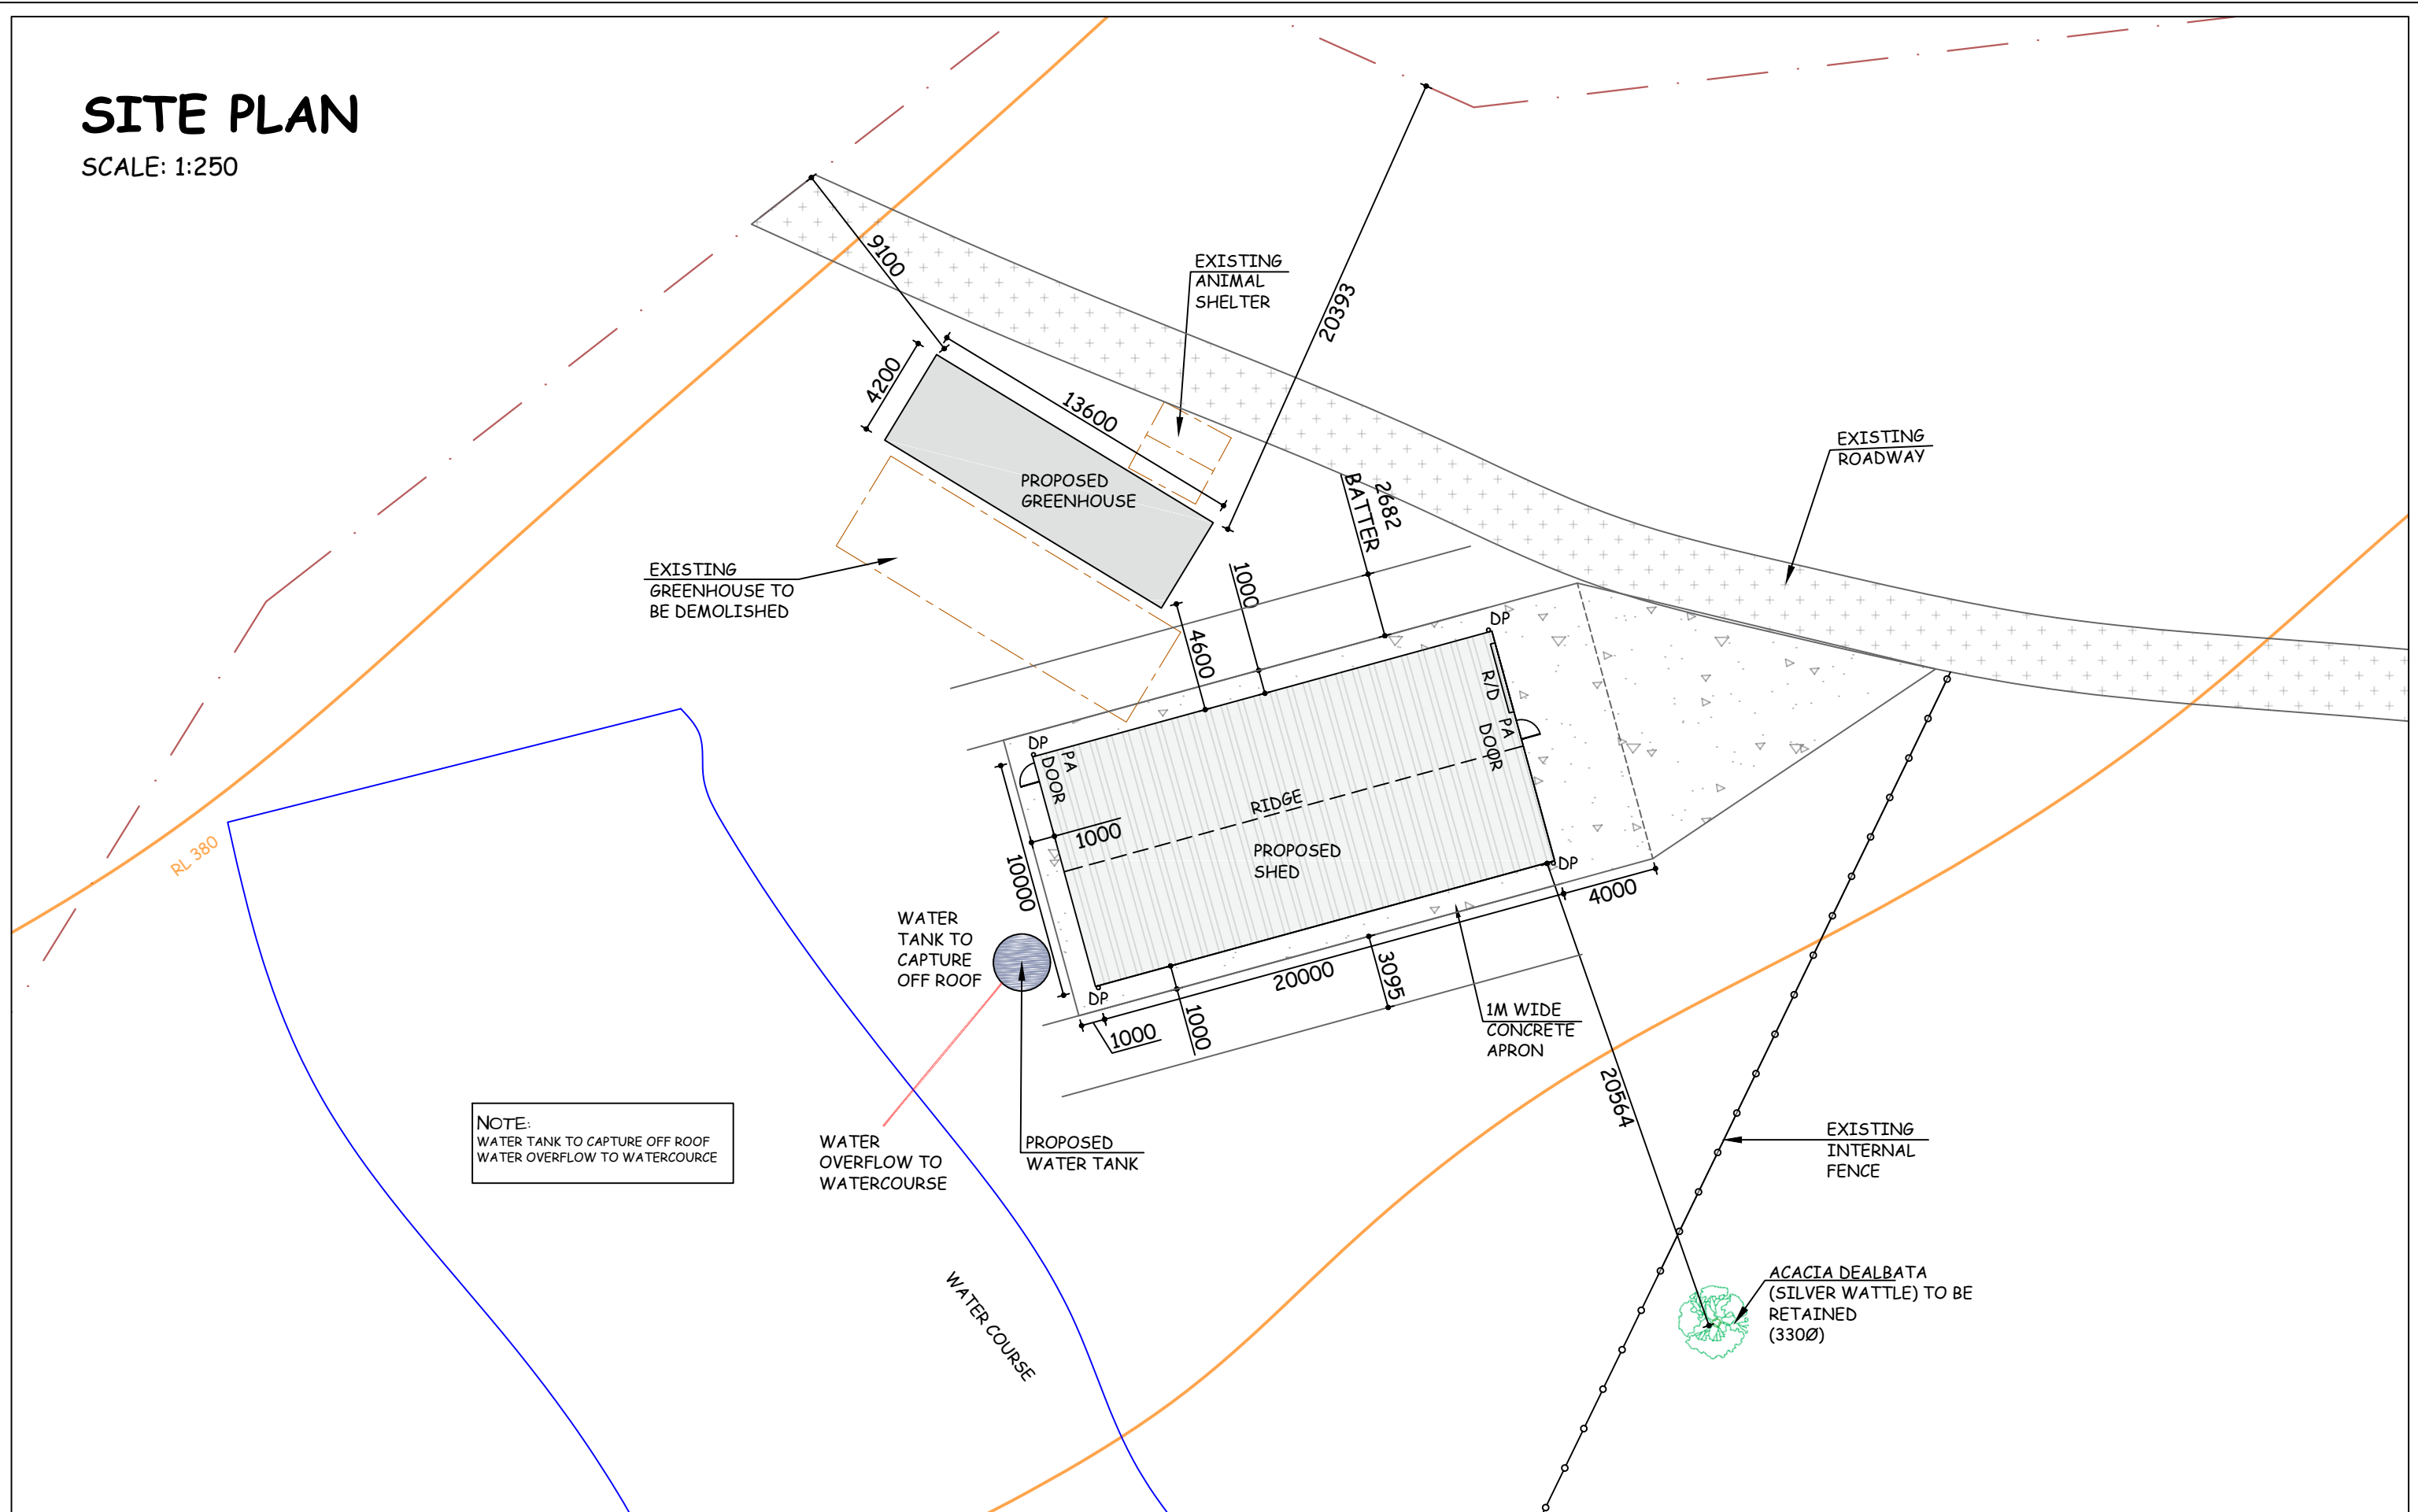 SITE PLAN
SCALE: 1:250
9100
EXISTING
ANIMAL
SHELTER
20393
4200
13600
PROPOSED
GREENHOUSE
EXISTING
ROADWAY
2682
BATTER
EXISTING
GREENHOUSE TO
BE DEMOLISHED
1000
4600
DP
R/D
PA
DOOR
DP
PA
DOOR
RIDGE
1000
PROPOSED
SHED
10000
DP
4000
RL 380
WATER
TANK TO
CAPTURE
OFF ROOF
20000
3095
DP
1000
1000
1M WIDE
CONCRETE
APRON
20564
NOTE:
WATER TANK TO CAPTURE OFF ROOF
WATER OVERFLOW TO WATERCOURCE
WATER
OVERFLOW TO
WATERCOURSE
PROPOSED
WATER TANK
EXISTING
INTERNAL
FENCE
WATER COURSE
ACACIA DEALBATA
(SILVER WATTLE) TO BE
RETAINED
(330Ø)